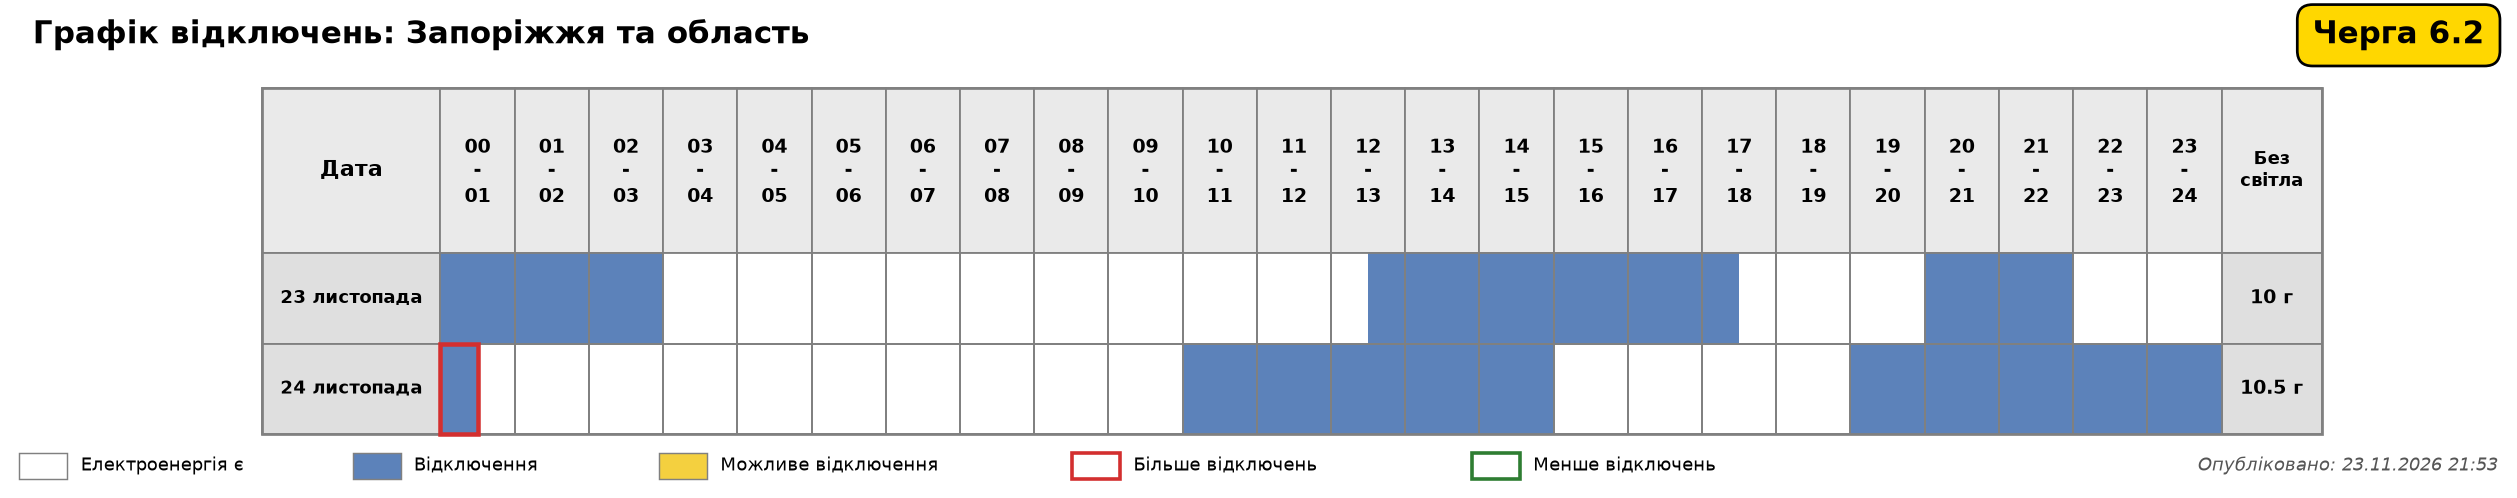 Графік відключень: Запоріжжя та область
Черга 6.2
Дата
00 - 01
01 - 02
02 - 03
03 - 04
04 - 05
05 - 06
06 - 07
07 - 08
08 - 09
09 - 10
10 - 11
11 - 12
12 - 13
13 - 14
14 - 15
15 - 16
16 - 17
17 - 18
18 - 19
19 - 20
20 - 21
21 - 22
22 - 23
23 - 24
Без
світла
23 листопада
10 г
24 листопада
10.5 г
Електроенергія є
Відключення
Можливе відключення
Більше відключень
Менше відключень
Опубліковано: 23.11.2026 21:53